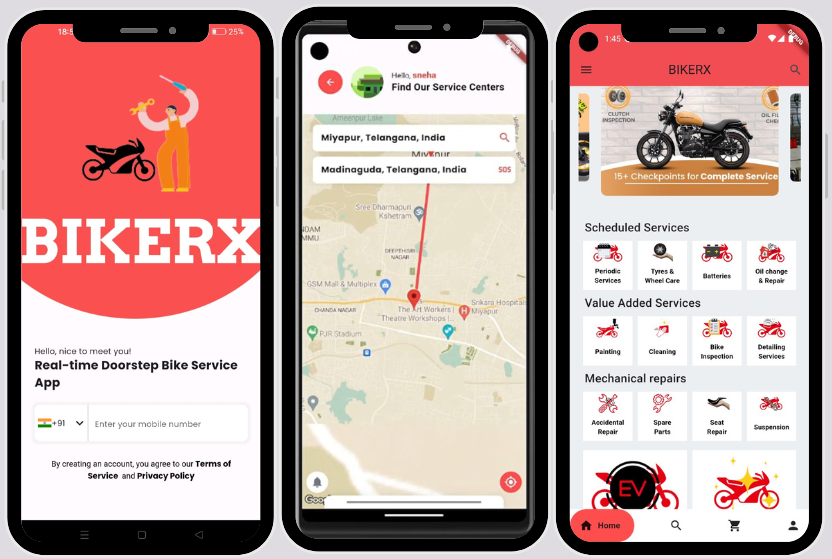 18:5
25%
BIKERX
Hello, nice to meet you!
Real-time Doorstep Bike Service
App
+91
Enter your mobile number
By creating an account, you agree to our Terms of
Service and Privacy Policy
Hello, sneha
Find Our Service Centers
Ameenpur Lake
Miyapur, Telangana, India
Miyapur
Madinaguda, Telangana, India
SOS
Sree Dharmapuri
Kshetram
NDAM
MMU
DEEPTHISRI
NAGAR
GSM Mall & Multiplex
CHANDA NAGAR
The Art Workers |
Theatre Workshops |...
Srikara Hospital
Miyapur
PJR Stadium
Goo
1:45
DEBUG
BIKERX
CLUTCH
INSPECTION
OIL FIL
CHE
15+ Checkpoints for Complete Service
Scheduled Services
Periodic
Services
Tyres &
Wheel Care
Batteries
Oil change
& Repair
Value Added Services
Painting
Cleaning
Bike
Inspection
Detailing
Services
Mechanical repairs
Accidental
Repair
Spare
Parts
Seat
Repair
Suspension
EV
Home